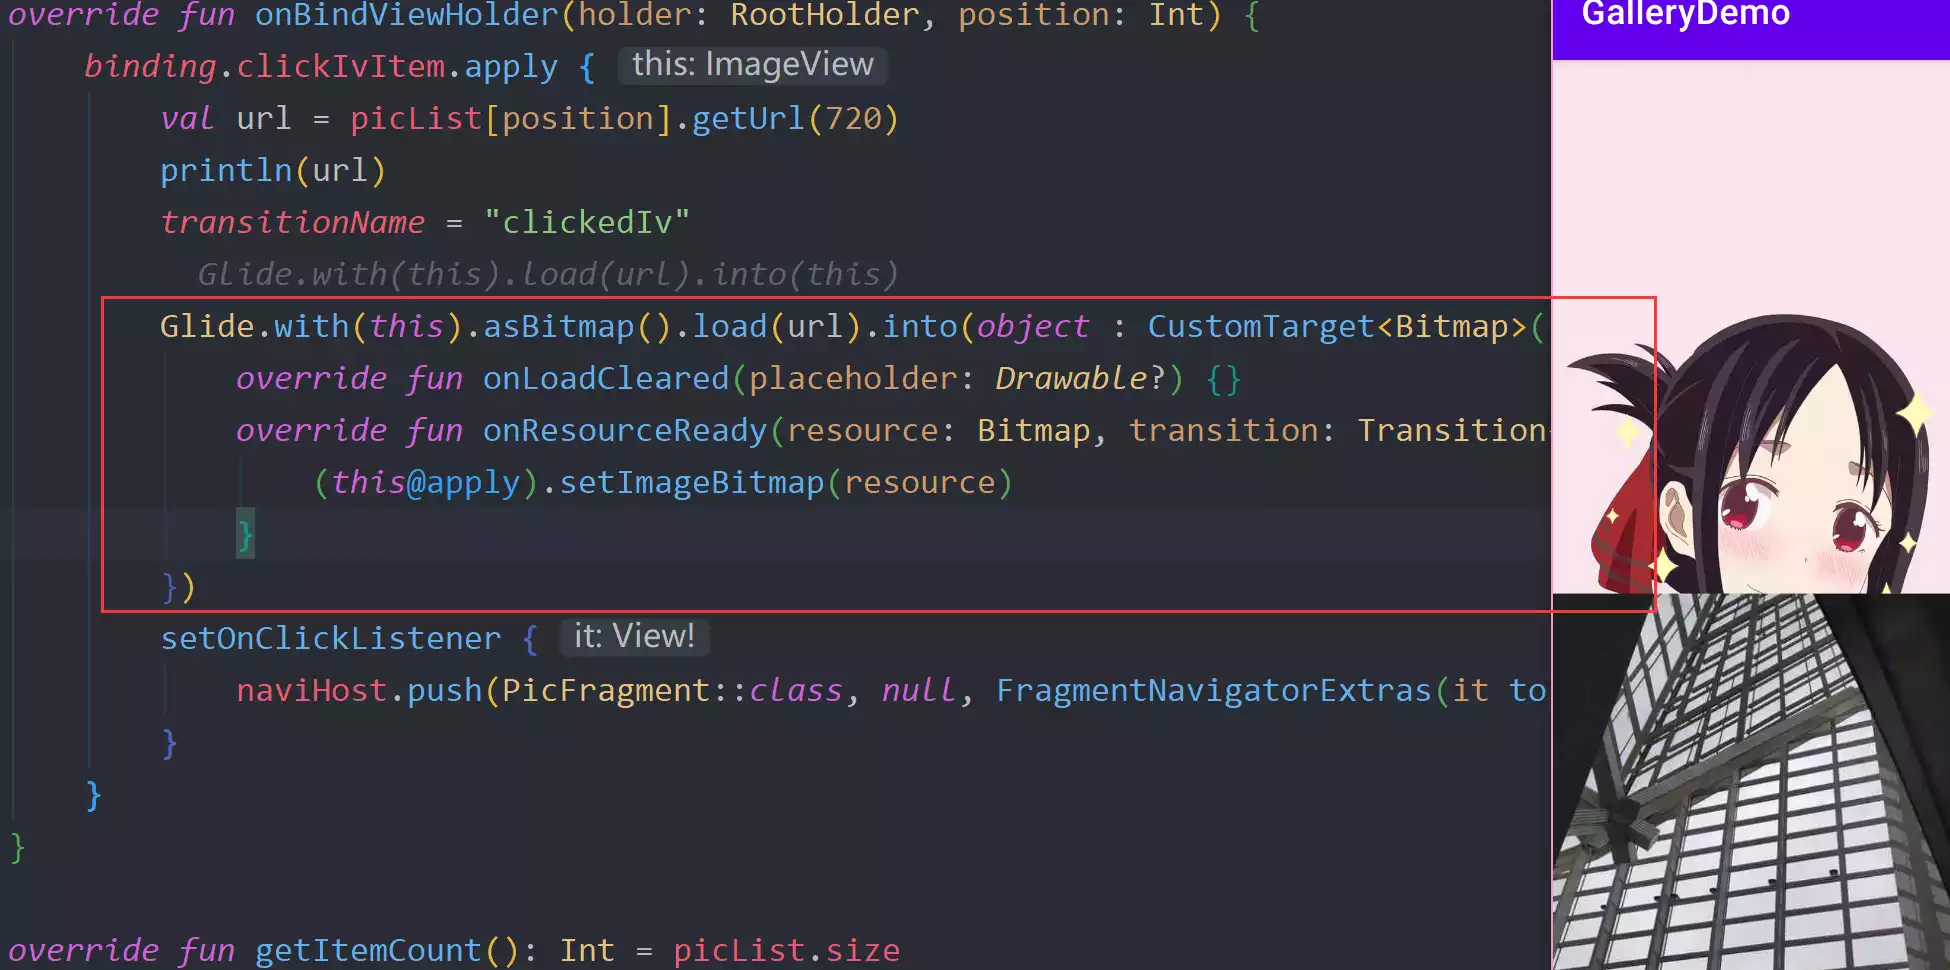 override fun onBindViewHolder(holder: RootHolder, position: Int) {
GalleryDemo
binding.clickIvItem.apply { this: ImageView
val url = picList[position].getUrl(720)
println(url)
transitionName = "clickedIv"
Glide.with(this).load(url).into(this)
Glide.with(this).asBitmap().load(url).into(object : CustomTarget<Bitmap>(
override fun onLoadCleared(placeholder: Drawable?) {}
override fun onResourceReady(resource: Bitmap, transition: Transition
(this@apply).setImageBitmap(resource)
}
})
setOnClickListener { it: View!
naviHost.push(PicFragment::class, null, FragmentNavigatorExtras(it to
}
}
}
override fun getItemCount(): Int = picList.size